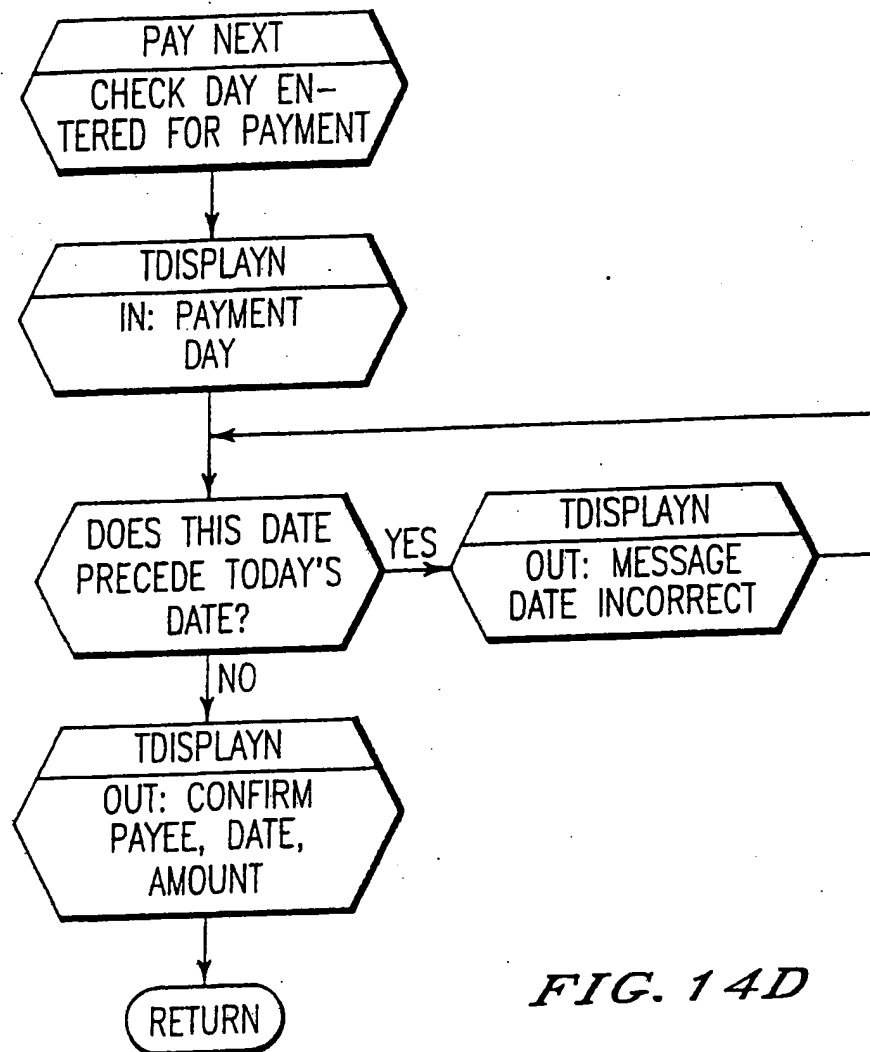 PAY NEXT
CHECK DAY EN-
TERED FOR PAYMENT
TDISPLAYN
IN: PAYMENT
DAY
DOES THIS DATE
PRECEDE TODAY'S
DATE?
YES
TDISPLAYN
OUT: MESSAGE
DATE INCORRECT
NO
TDISPLAYN
OUT: CONFIRM
PAYEE, DATE,
AMOUNT
RETURN
FIG. 14D